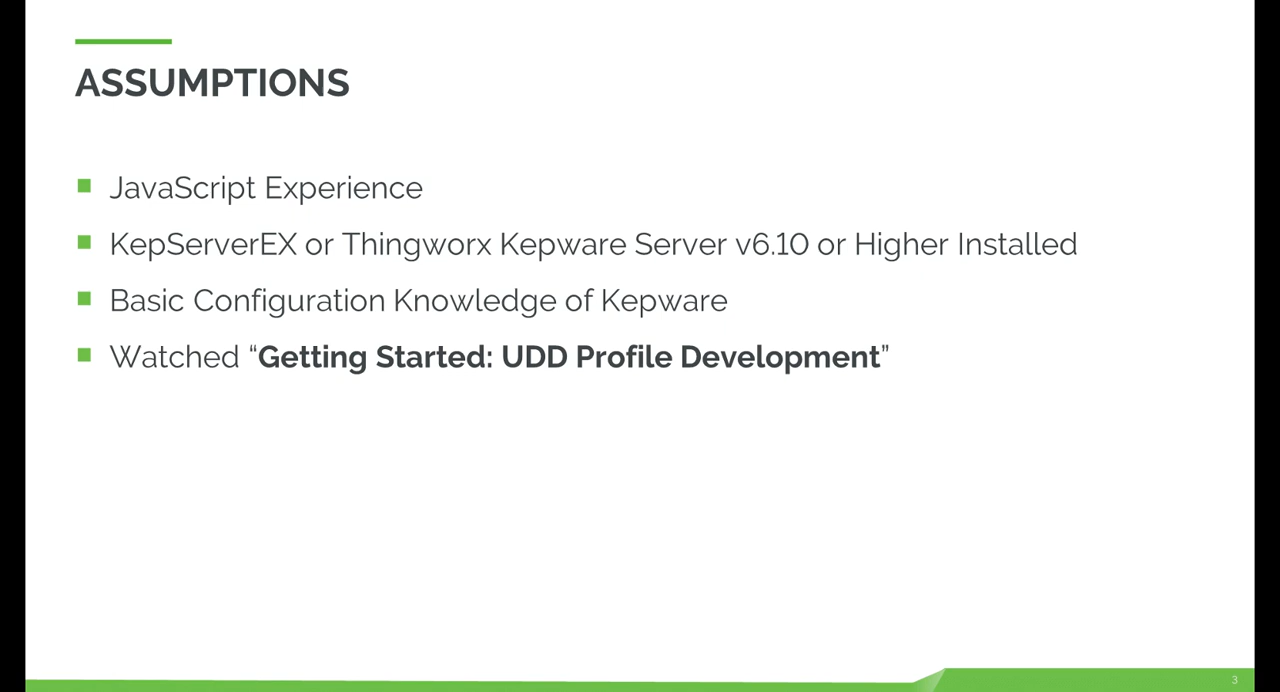 ASSUMPTIONS
JavaScript Experience
KepServerEX or Thingworx Kepware Server v6.10 or Higher Installed
Basic Configuration Knowledge of Kepware
Watched “Getting Started: UDD Profile Development”
3